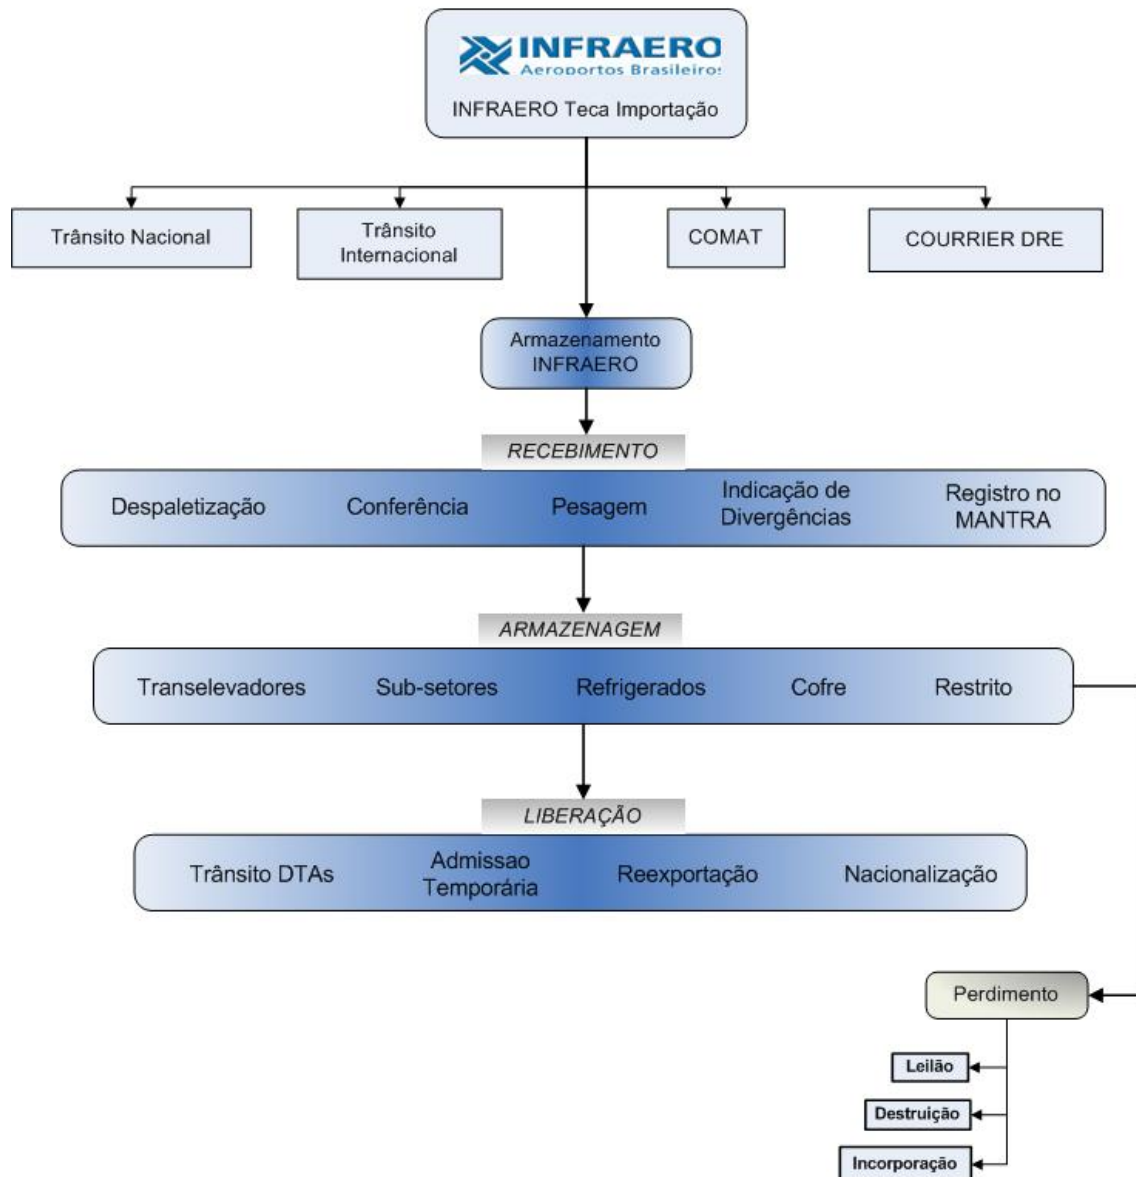 INFRAERO
Aeroportos Brasileiros
INFRAERO Teca Importação
Trânsito Nacional
Trânsito
Internacional
COMAT
COURRIER DRE
Armazenamento
INFRAERO
RECEBIMENTO
Despaletização
Conferência
Pesagem
Indicação de
Divergências
Registro no
MANTRA
ARMAZENAGEM
Transelevadores
Sub-setores
Refrigerados
Cofre
Restrito
LIBERAÇÃO
Trânsito DTAs
Admissao
Temporária
Reexportação
Nacionalização
Perdimento
Leilão
Destruição
Incorporação